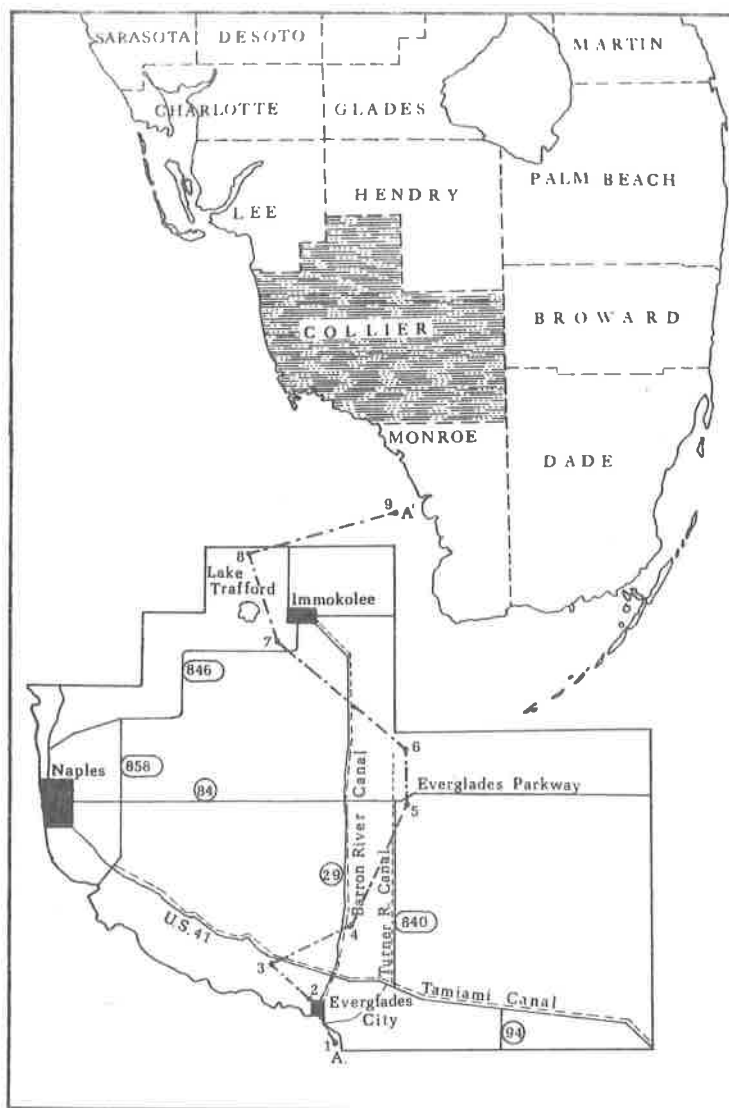 SARASOTA
DESOTO
MARTIN
CHARLOTTE
GLADES
PALM BEACH
HENDRY
LEE
COLLIER
BROWARD
MONROE
DADE
9 A'
8
Lake
Trafford
Immokolee
7
846
6
Naples
858
84
Everglades Parkway
5
Barron River Canal
29
Turner R. Canal
840
4
U.S. 41
3
2
Tamiami Canal
Everglades
City
94
1 A